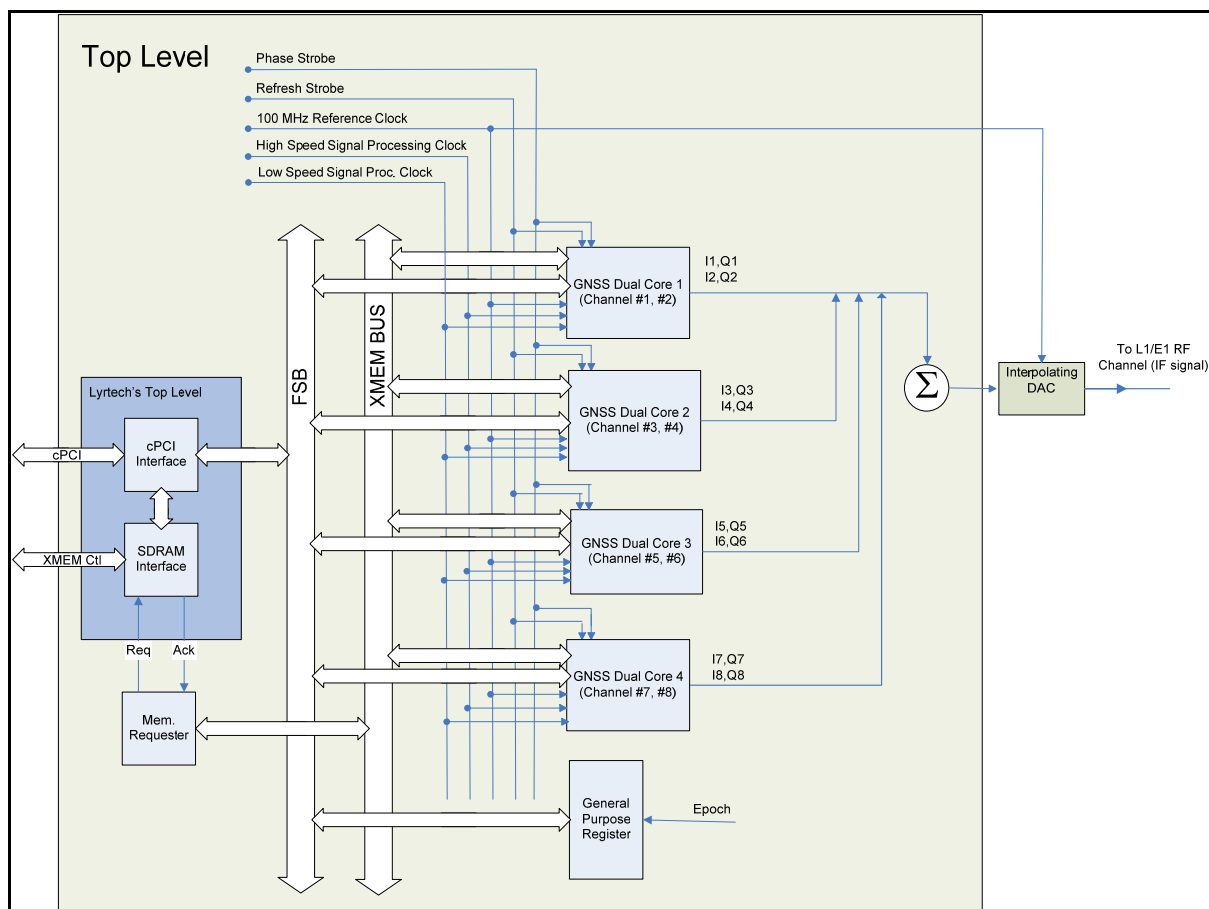 Top Level
Phase Strobe
Refresh Strobe
100 MHz Reference Clock
High Speed Signal Processing Clock
Low Speed Signal Proc. Clock
FSB
XMEM BUS
GNSS Dual Core 1
(Channel #1, #2)
I1,Q1
I2,Q2
GNSS Dual Core 2
(Channel #3, #4)
I3,Q3
I4,Q4
GNSS Dual Core 3
(Channel #5, #6)
I5,Q5
I6,Q6
GNSS Dual Core 4
(Channel #7, #8)
I7,Q7
I8,Q8
Σ
Interpolating
DAC
To L1/E1 RF
Channel (IF signal)
Lyrtech's Top Level
cPCI
Interface
cPCI
SDRAM
Interface
XMEM Ctl
Req
Ack
Mem.
Requester
General
Purpose
Register
Epoch